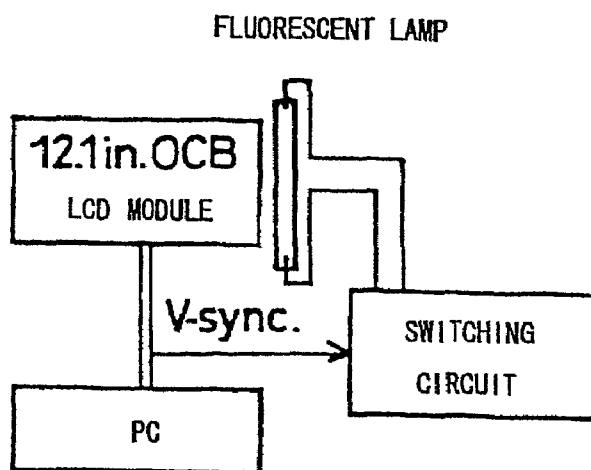 FLUORESCENT LAMP
12.1in.OCB
LCD MODULE
V-sync.
SWITCHING
CIRCUIT
PC